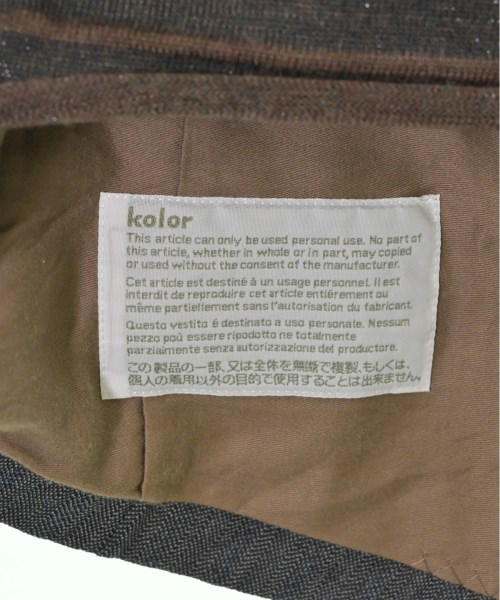 kolor
This article can only be used personal use. No part of
this article, whether in whole or in part, may copied
or used without the consent of the manufacturer.
Cet article est destiné à un usage personnel. Il est
interdit de reproduire cet article entiérement ou
même partiellement sans l'autorisation du fabricant.
Questo vestito é destinato a uso personale. Nessum
pezzo poù essere ripodotto ne totalmente
parzialmente senza autorizzazione del productore.
この製品の一部、又は全体を無断で複製、もしくは、
個人の着用以外の目的で使用することは出来ません。